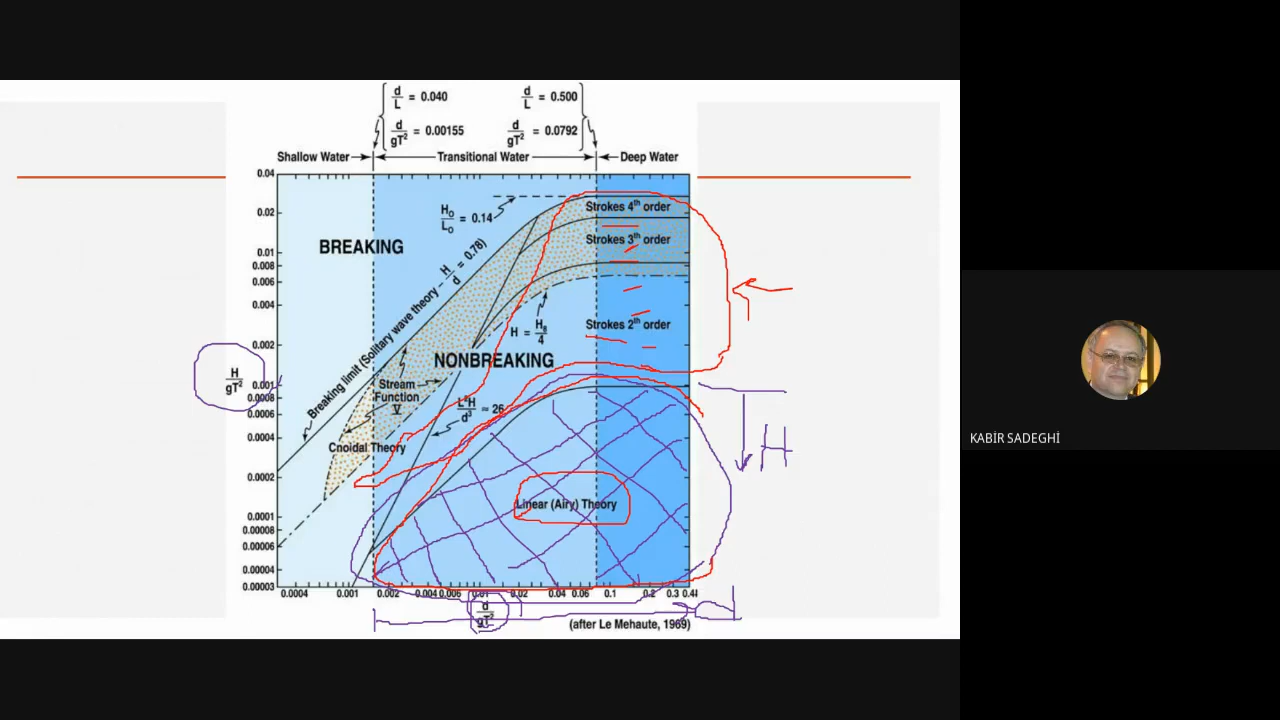 d/L = 0.040
d/L = 0.500
d/gT² = 0.00155
d/gT² = 0.0792
Shallow Water
Transitional Water
Deep Water
0.04
0.02
0.01
0.008
0.006
0.004
0.002
0.001
0.0008
0.0006
0.0004
0.0002
0.0001
0.00008
0.00006
0.00004
0.00003
H/gT²
BREAKING
H₀/L₀ = 0.14
Breaking limit (Solitary wave theory - H/d = 0.78)
Strokes 4th order
Strokes 3th order
Strokes 2th order
H = H_B/4
NONBREAKING
Stream
Function
V
L²H/d³ ≈ 26
Cnoidal Theory
Linear (Airy) Theory
H
0.0004 0.001 0.002 0.004 0.006 0.01 0.02 0.04 0.06 0.1 0.2 0.3 0.4
d/gT²
d
(after Le Mehaute, 1969)
KABİR SADEGHİ